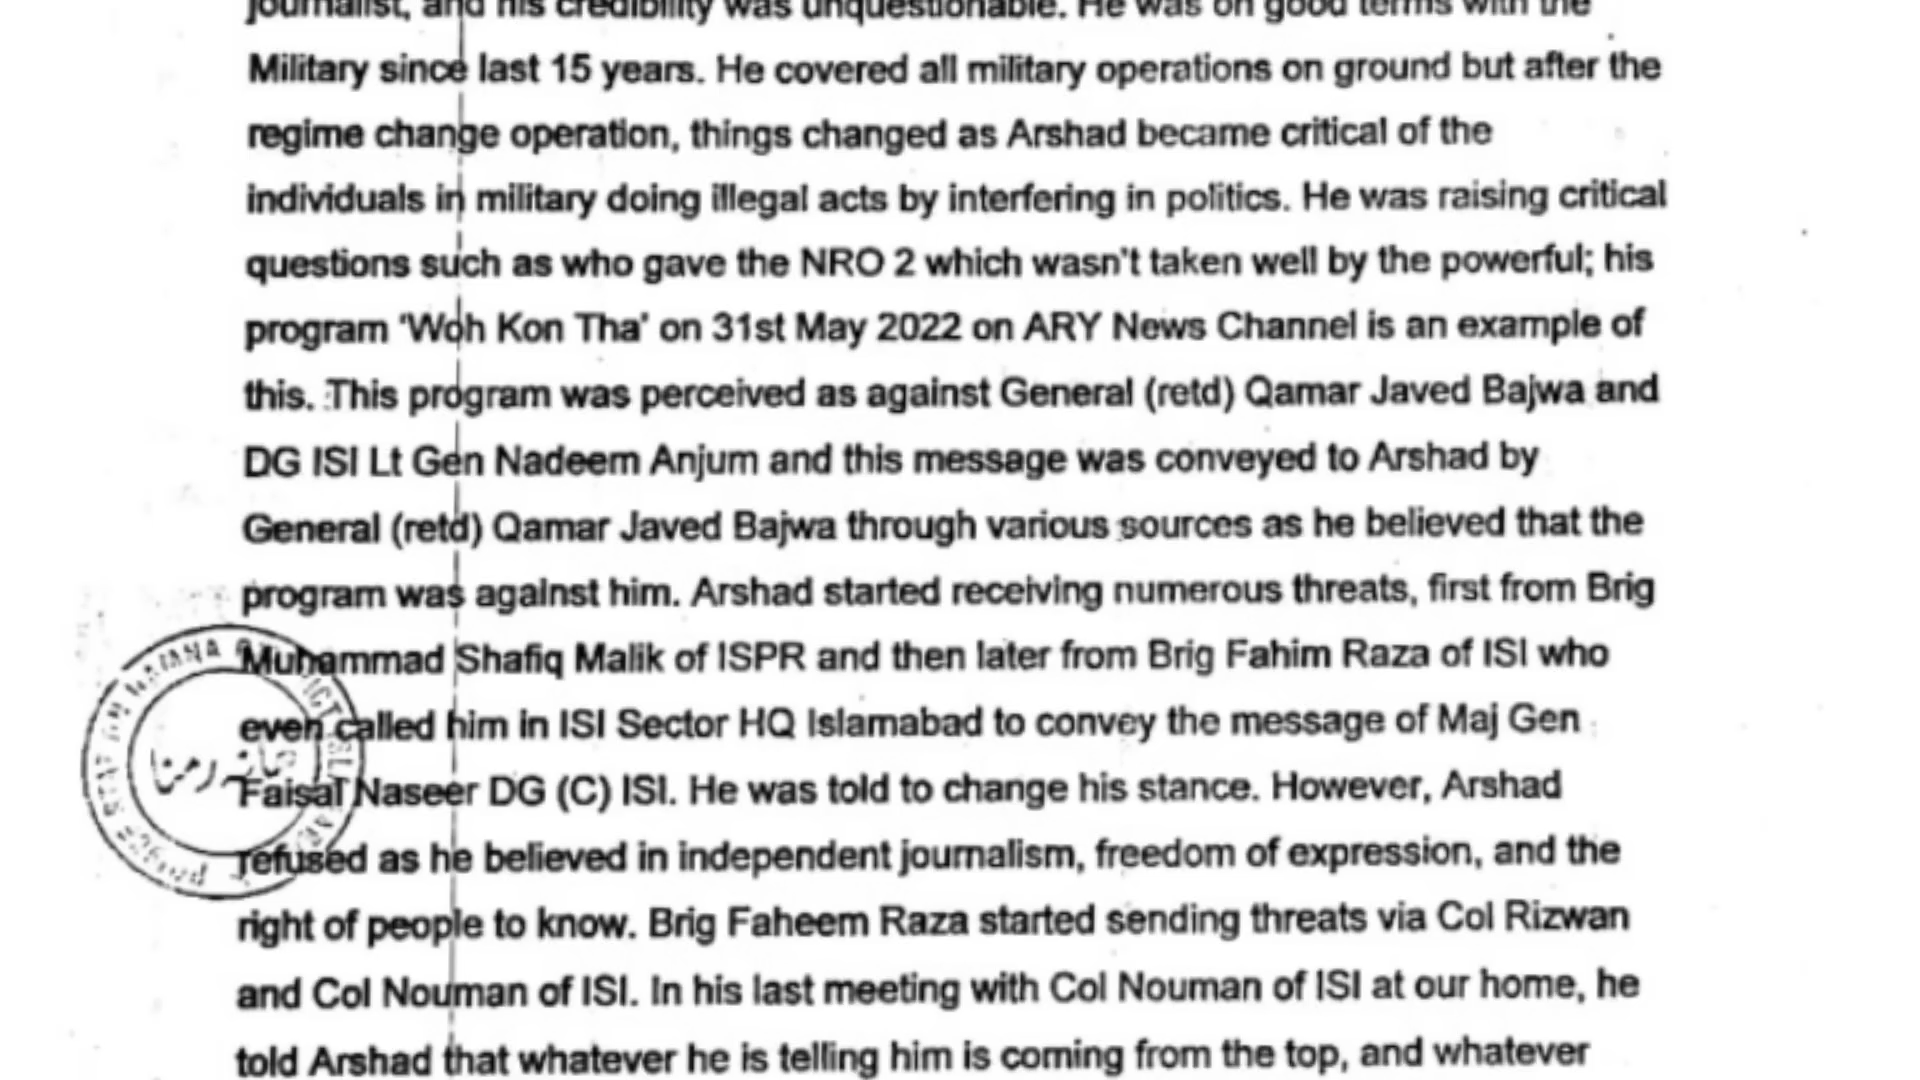 journalist, and his credibility was unquestionable. He was on good terms with the
Military since last 15 years. He covered all military operations on ground but after the
regime change operation, things changed as Arshad became critical of the
individuals in military doing illegal acts by interfering in politics. He was raising critical
questions such as who gave the NRO 2 which wasn't taken well by the powerful; his
program 'Woh Kon Tha' on 31st May 2022 on ARY News Channel is an example of
this. This program was perceived as against General (retd) Qamar Javed Bajwa and
DG ISI Lt Gen Nadeem Anjum and this message was conveyed to Arshad by
General (retd) Qamar Javed Bajwa through various sources as he believed that the
program was against him. Arshad started receiving numerous threats, first from Brig
Muhammad Shafiq Malik of ISPR and then later from Brig Fahim Raza of ISI who
even called him in ISI Sector HQ Islamabad to convey the message of Maj Gen
Faisal Naseer DG (C) ISI. He was told to change his stance. However, Arshad
refused as he believed in independent journalism, freedom of expression, and the
right of people to know. Brig Faheem Raza started sending threats via Col Rizwan
and Col Nouman of ISI. In his last meeting with Col Nouman of ISI at our home, he
told Arshad that whatever he is telling him is coming from the top, and whatever
رمنا